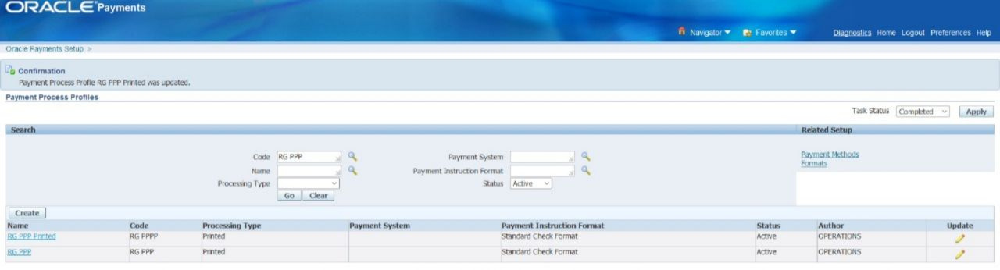 ORACLE® Payments
Navigator Favorites Diagnostics Home Logout Preferences Help
Oracle Payments Setup >
Confirmation
Payment Process Profile RG PPP Printed was updated.
Payment Process Profiles
Task Status Completed Apply
Search Related Setup
Code RG PPP Payment System Payment Methods
Name Payment Instruction Format Formats
Processing Type Status Active
Go Clear
Create
Name Code Processing Type Payment System Payment Instruction Format Status Author Update
RG PPP Printed RG PPPP Printed Standard Check Format Active OPERATIONS
RG PPP RG PPP Printed Standard Check Format Active OPERATIONS